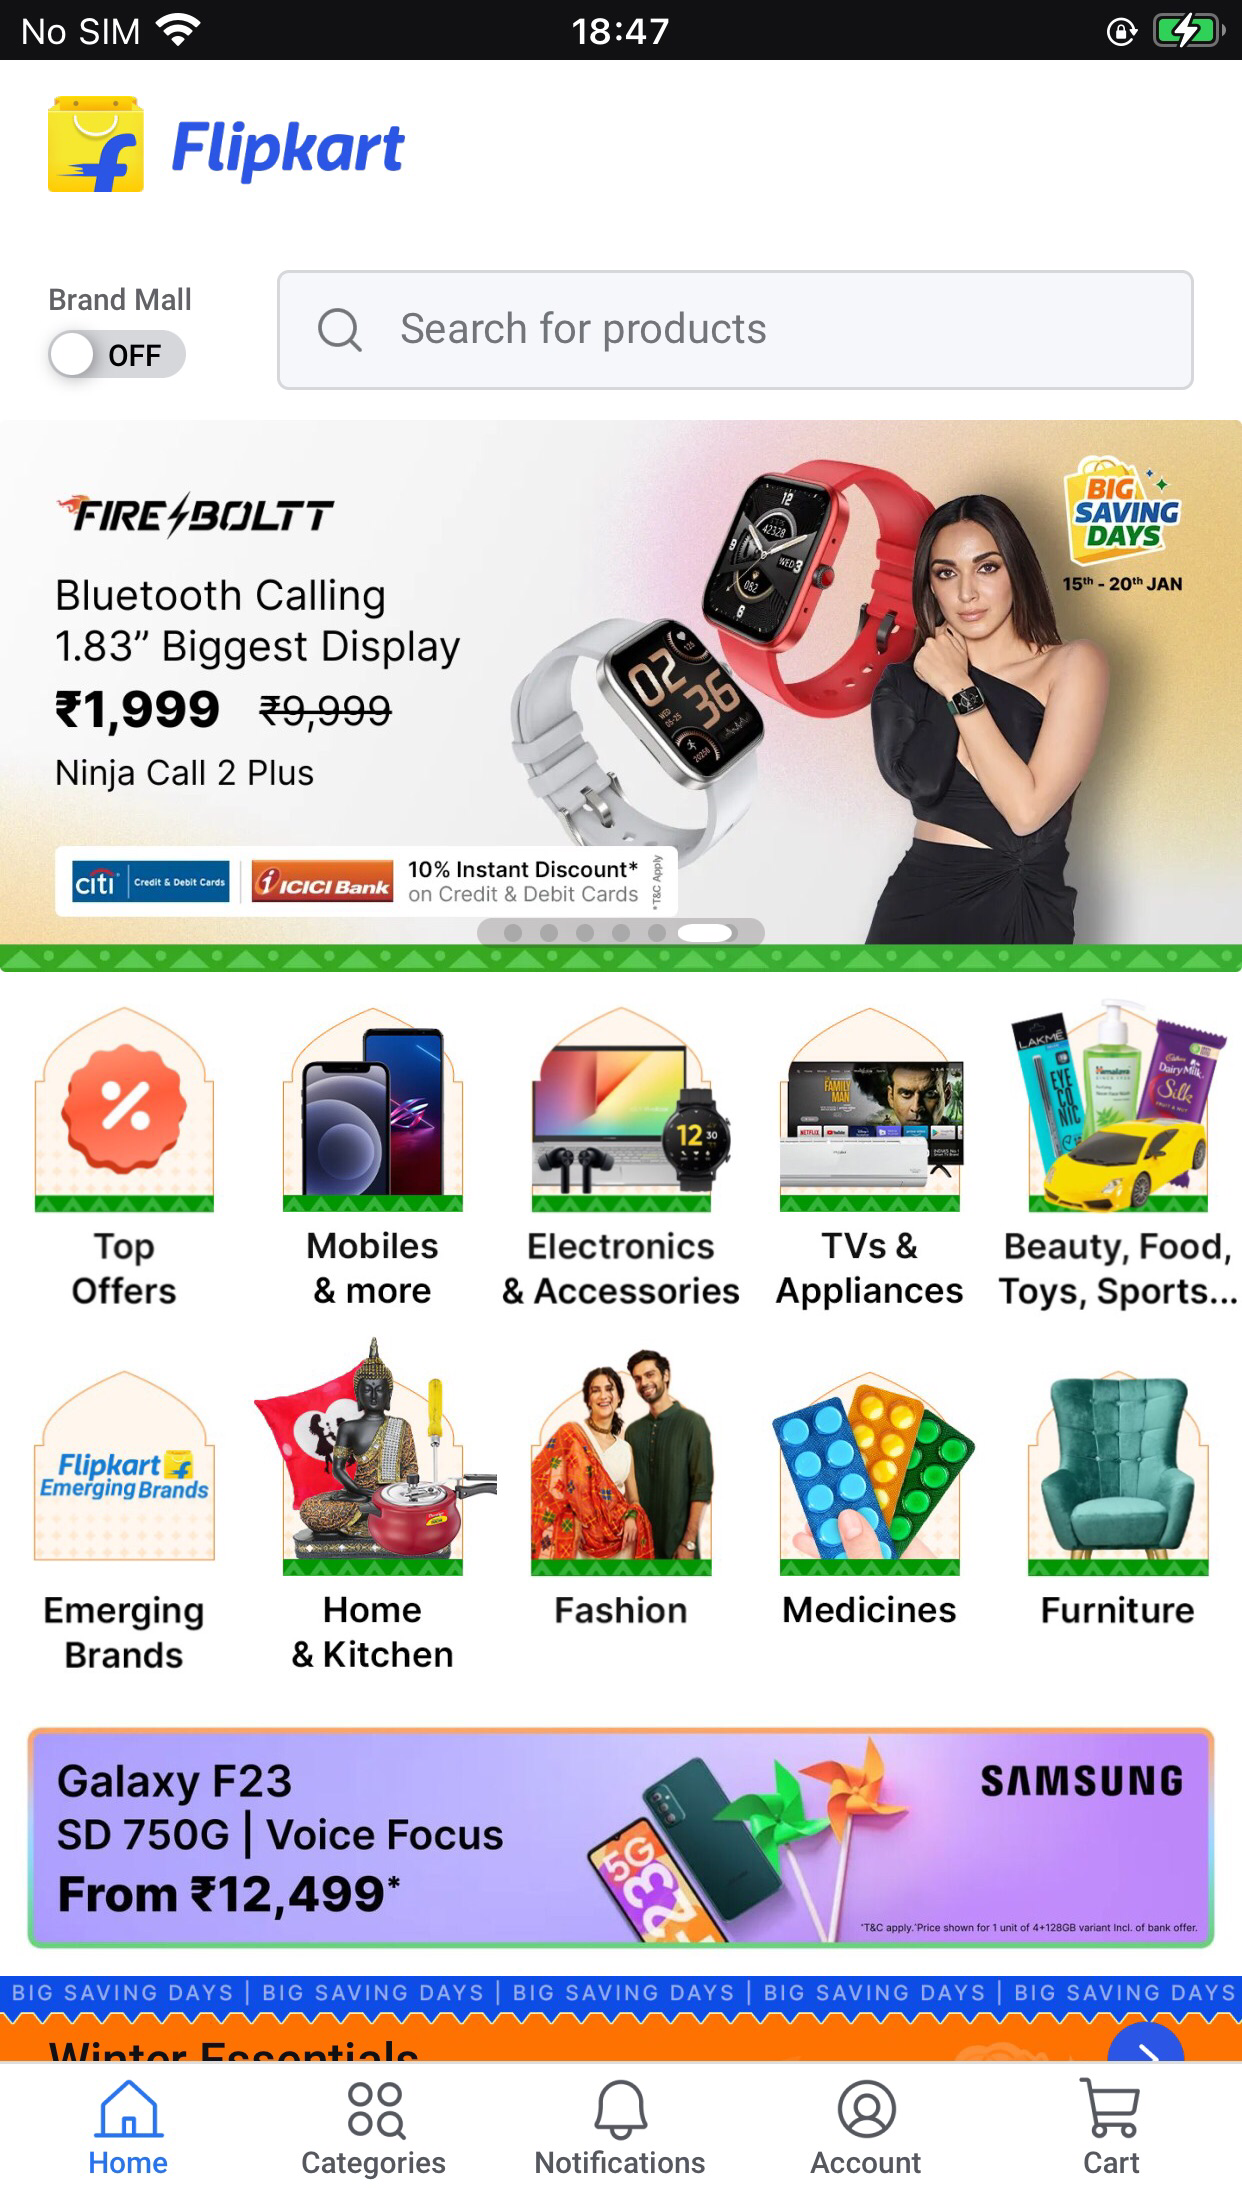 No SIM
18:47
Flipkart
Brand Mall
OFF
Search for products
FIRE BOLTT
BIG
SAVING
DAYS
15th - 20th JAN
Bluetooth Calling
1.83” Biggest Display
₹1,999 ₹9,999
Ninja Call 2 Plus
citi Credit & Debit Cards
ICICI Bank
10% Instant Discount*
on Credit & Debit Cards
*T&C Apply
Top
Offers
Mobiles
& more
Electronics
& Accessories
TVs &
Appliances
Beauty, Food,
Toys, Sports...
Flipkart
Emerging Brands
Emerging
Brands
Home
& Kitchen
Fashion
Medicines
Furniture
Galaxy F23
SD 750G | Voice Focus
From ₹12,499*
SAMSUNG
*T&C apply. *Price shown for 1 unit of 4+128GB variant Incl. of bank offer.
BIG SAVING DAYS | BIG SAVING DAYS | BIG SAVING DAYS | BIG SAVING DAYS | BIG SAVING DAYS
Winter Essentials
Home
Categories
Notifications
Account
Cart